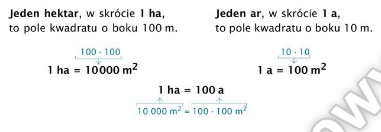 Jeden hektar, w skrócie 1 ha,
to pole kwadratu o boku 100 m.
100 · 100
1 ha = 10000 m²
Jeden ar, w skrócie 1 a,
to pole kwadratu o boku 10 m.
10 · 10
1 a = 100 m²
1 ha = 100 a
10 000 m² = 100 · 100 m²